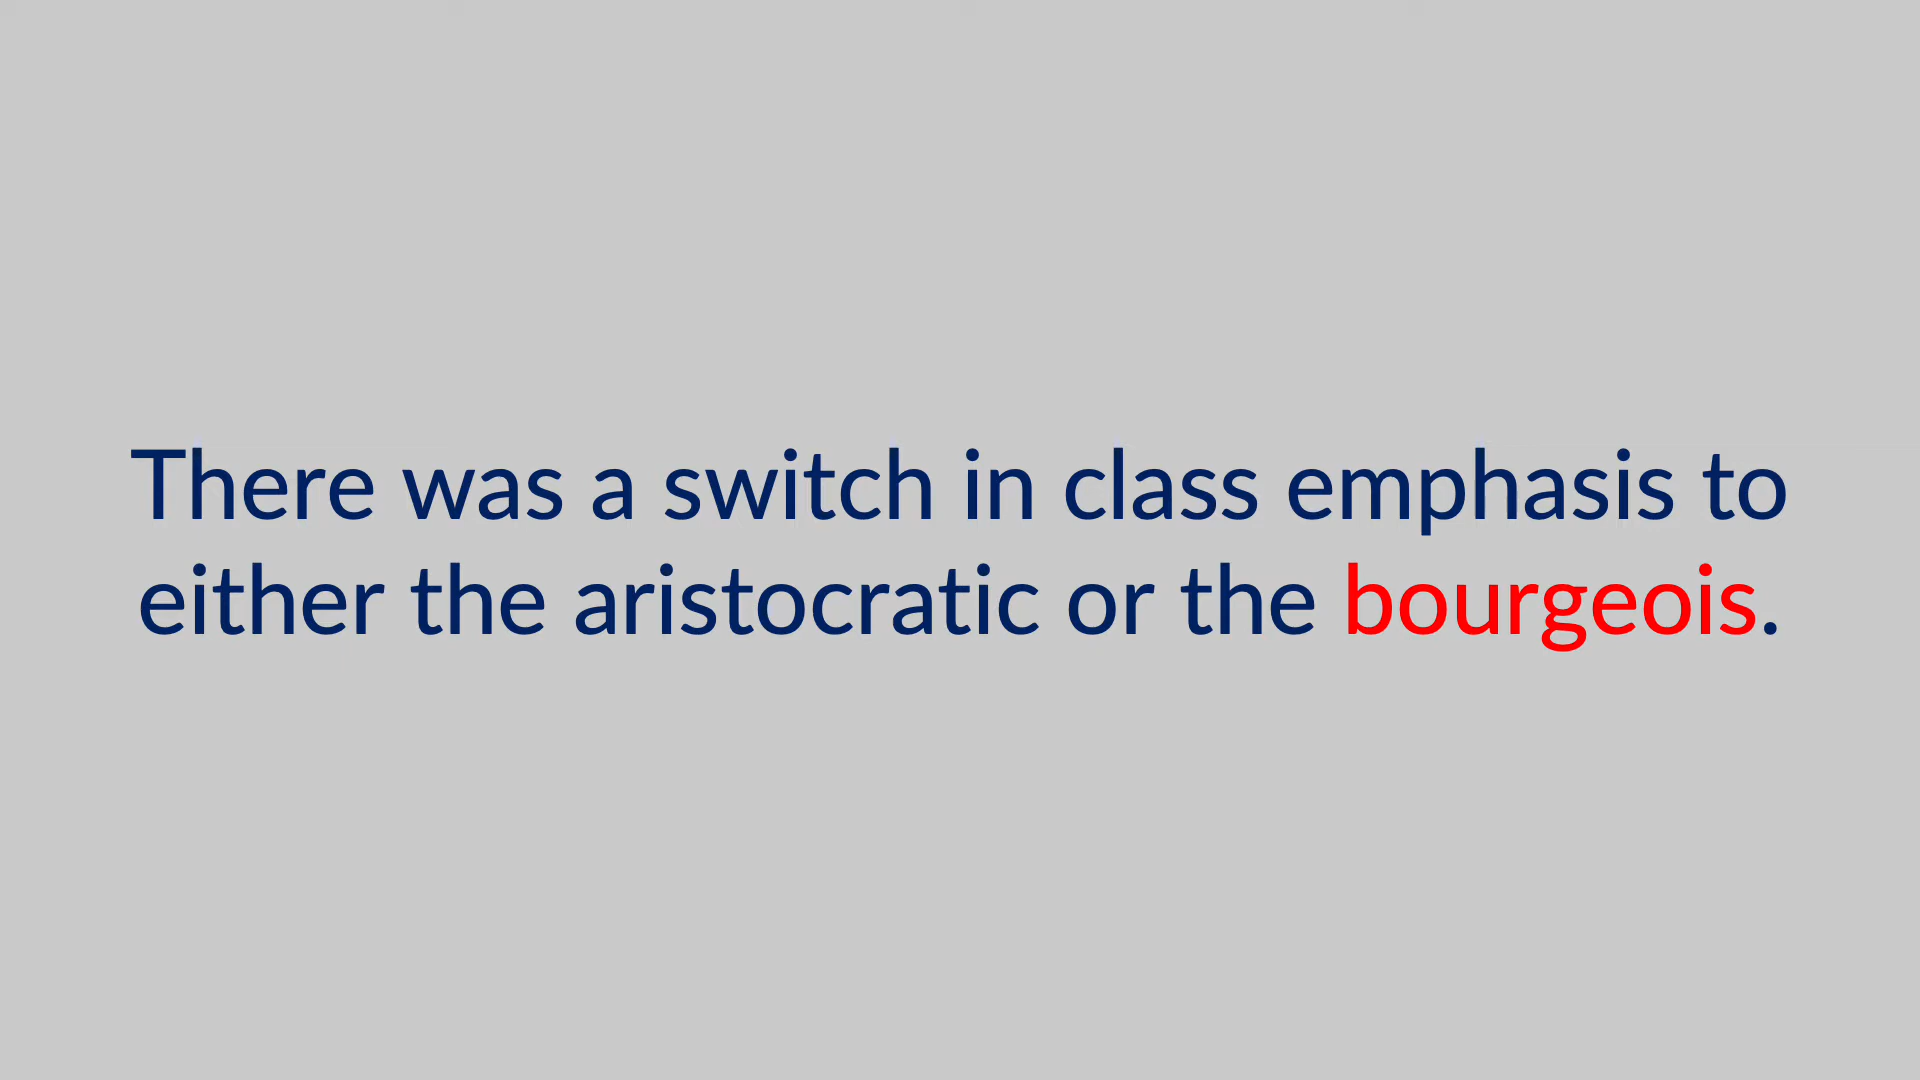 There was a switch in class emphasis to
either the aristocratic or the bourgeois.